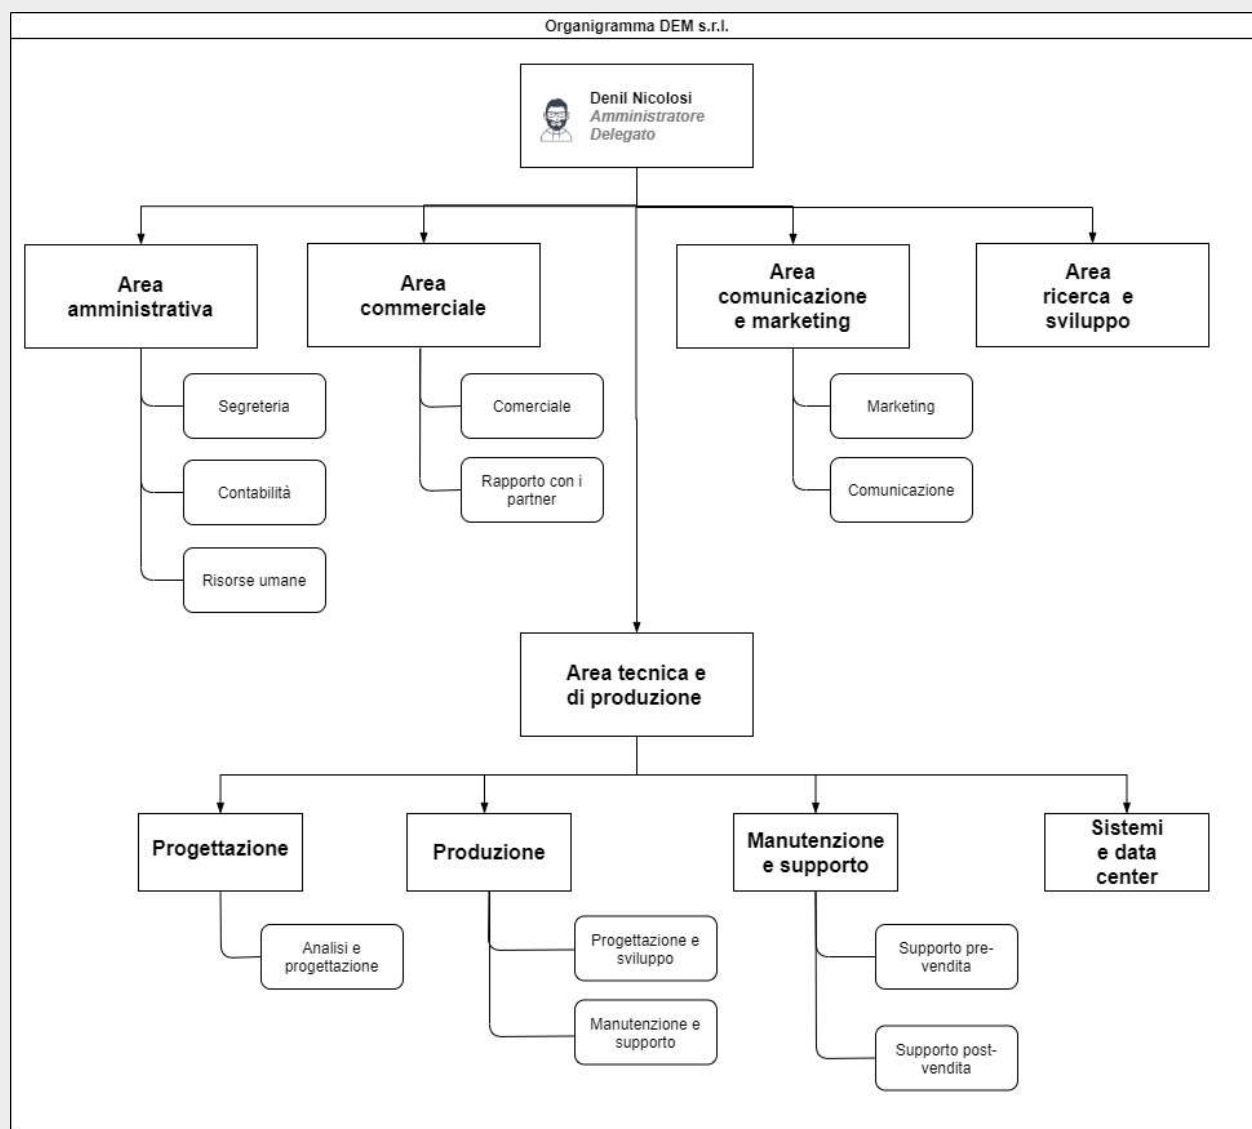 Organigramma DEM s.r.l.
Denil Nicolosi
Amministratore
Delegato
Area
amministrativa
Area
commerciale
Area
comunicazione
e marketing
Area
ricerca e
sviluppo
Segreteria
Contabilità
Risorse umane
Comerciale
Rapporto con i
partner
Marketing
Comunicazione
Area tecnica e
di produzione
Progettazione
Produzione
Manutenzione
e supporto
Sistemi
e data
center
Analisi e
progettazione
Progettazione e
sviluppo
Manutenzione e
supporto
Supporto pre-
vendita
Supporto post-
vendita